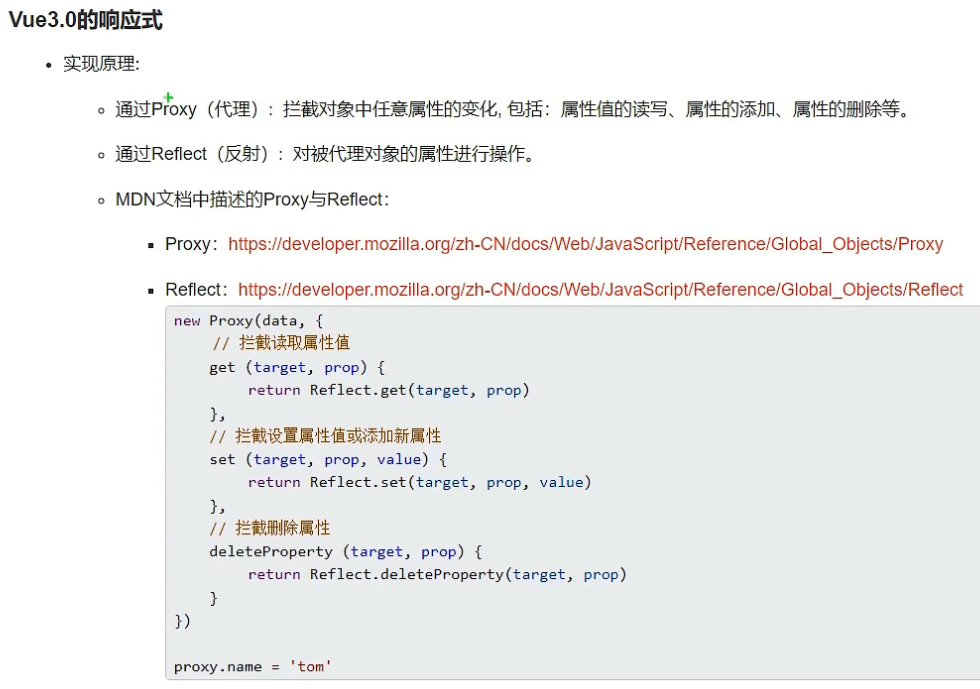 Vue3.0的响应式
实现原理:
通过Proxy（代理）: 拦截对象中任意属性的变化, 包括：属性值的读写、属性的添加、属性的删除等。
通过Reflect（反射）: 对被代理对象的属性进行操作。
MDN文档中描述的Proxy与Reflect：
Proxy：https://developer.mozilla.org/zh-CN/docs/Web/JavaScript/Reference/Global_Objects/Proxy
Reflect：https://developer.mozilla.org/zh-CN/docs/Web/JavaScript/Reference/Global_Objects/Reflect
new Proxy(data, {
    // 拦截读取属性值
    get (target, prop) {
        return Reflect.get(target, prop)
    },
    // 拦截设置属性值或添加新属性
    set (target, prop, value) {
        return Reflect.set(target, prop, value)
    },
    // 拦截删除属性
    deleteProperty (target, prop) {
        return Reflect.deleteProperty(target, prop)
    }
})
proxy.name = 'tom'